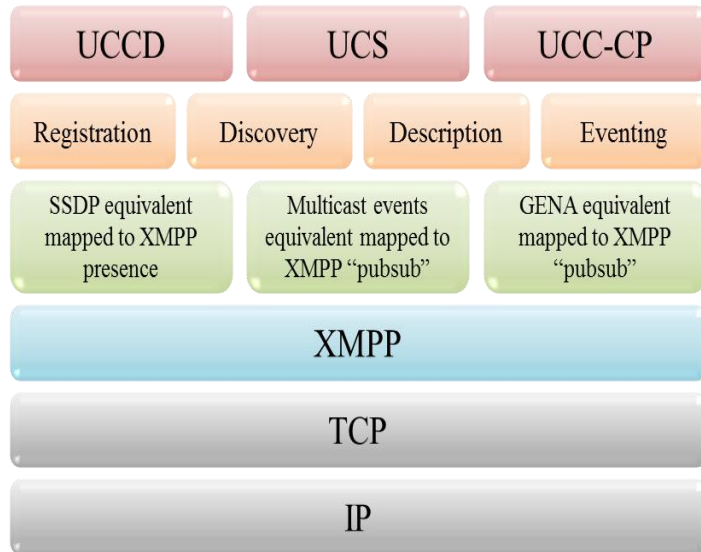 UCCD
UCS
UCC-CP
Registration
Discovery
Description
Eventing
SSDP equivalent
mapped to XMPP
presence
Multicast events
equivalent mapped to
XMPP “pubsub”
GENA equivalent
mapped to XMPP
“pubsub”
XMPP
TCP
IP